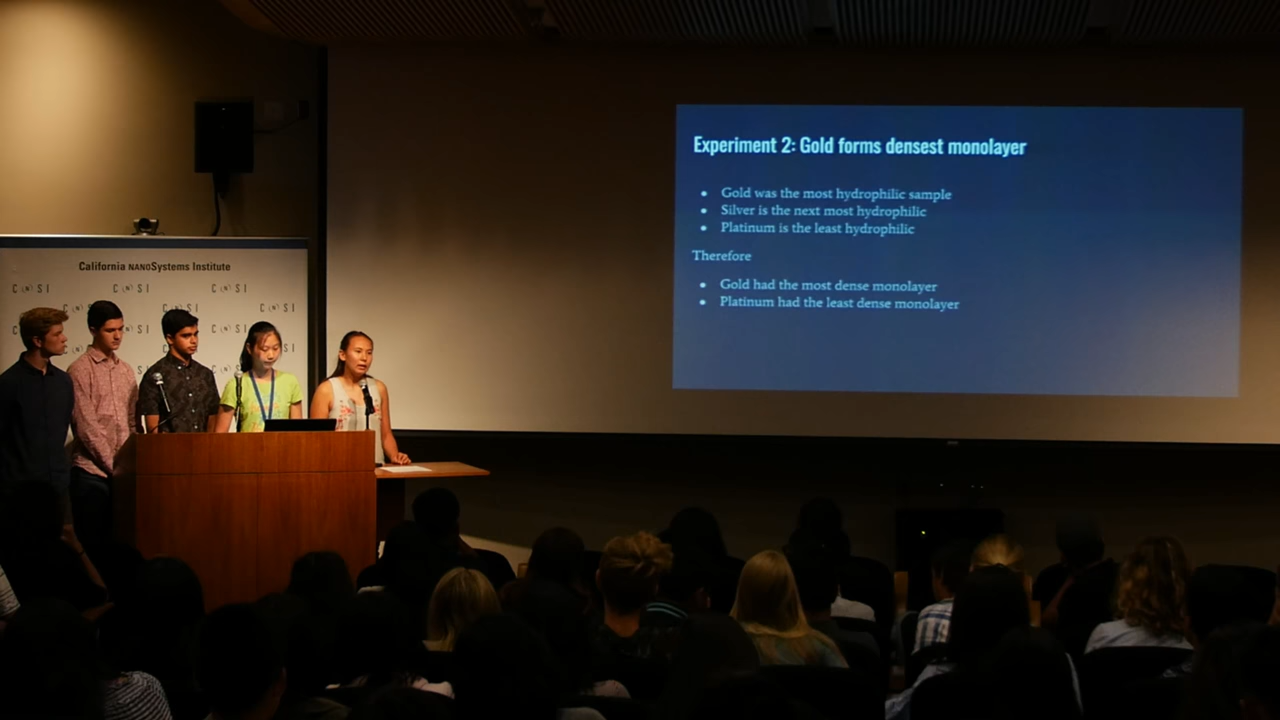 Experiment 2: Gold forms densest monolayer
• Gold was the most hydrophilic sample
• Silver is the next most hydrophilic
• Platinum is the least hydrophilic
Therefore
• Gold had the most dense monolayer
• Platinum had the least dense monolayer
California NANOSystems Institute
C (N) S I C (N) S I C (N) S I
(N) S I C (N) S I
C (N) S I